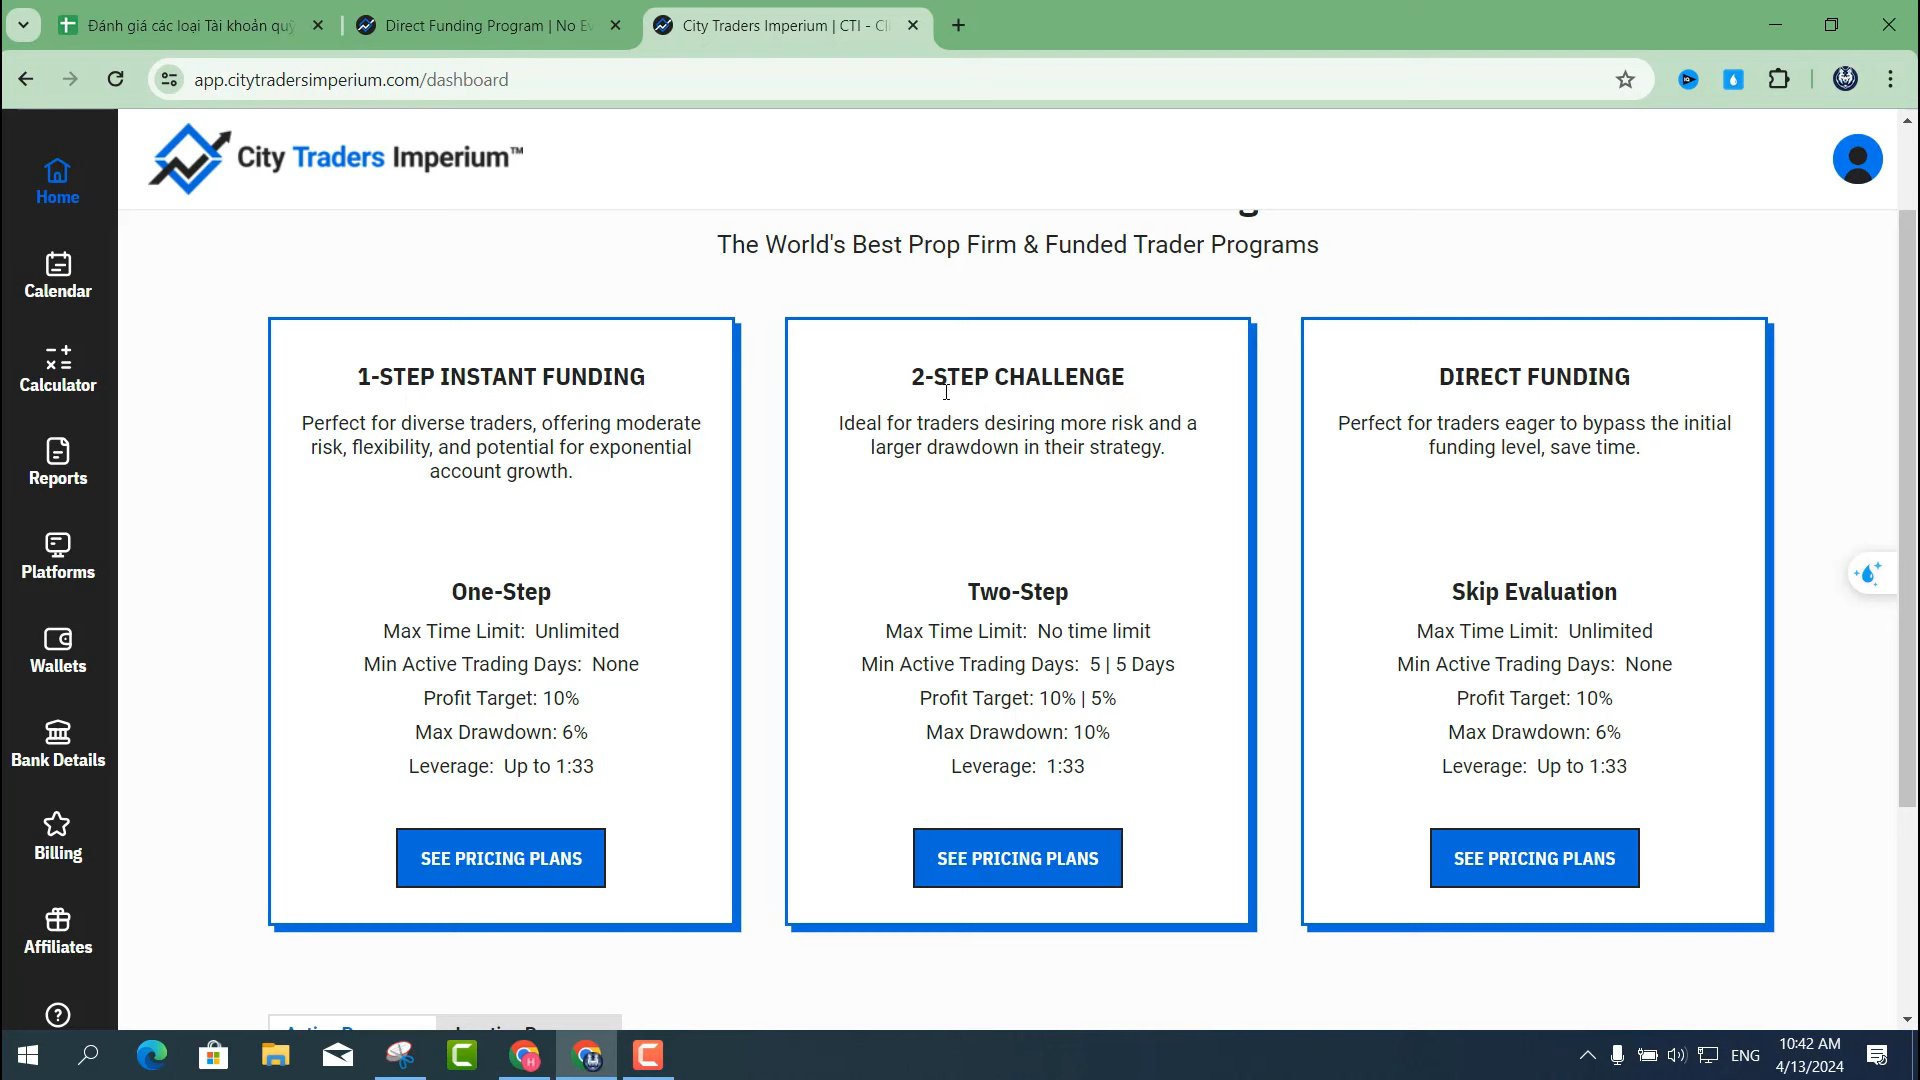 Đánh giá các loại Tài khoản quỹ
Direct Funding Program | No Ev
City Traders Imperium | CTI - Cli
app.citytradersimperium.com/dashboard
City Traders Imperium™
Home
Calendar
Calculator
Reports
Platforms
Wallets
Bank Details
Billing
Affiliates
The World's Best Prop Firm & Funded Trader Programs
1-STEP INSTANT FUNDING
Perfect for diverse traders, offering moderate
risk, flexibility, and potential for exponential
account growth.
One-Step
Max Time Limit: Unlimited
Min Active Trading Days: None
Profit Target: 10%
Max Drawdown: 6%
Leverage: Up to 1:33
SEE PRICING PLANS
2-STEP CHALLENGE
Ideal for traders desiring more risk and a
larger drawdown in their strategy.
Two-Step
Max Time Limit: No time limit
Min Active Trading Days: 5 | 5 Days
Profit Target: 10% | 5%
Max Drawdown: 10%
Leverage: 1:33
SEE PRICING PLANS
DIRECT FUNDING
Perfect for traders eager to bypass the initial
funding level, save time.
Skip Evaluation
Max Time Limit: Unlimited
Min Active Trading Days: None
Profit Target: 10%
Max Drawdown: 6%
Leverage: Up to 1:33
SEE PRICING PLANS
ENG
10:42 AM
4/13/2024